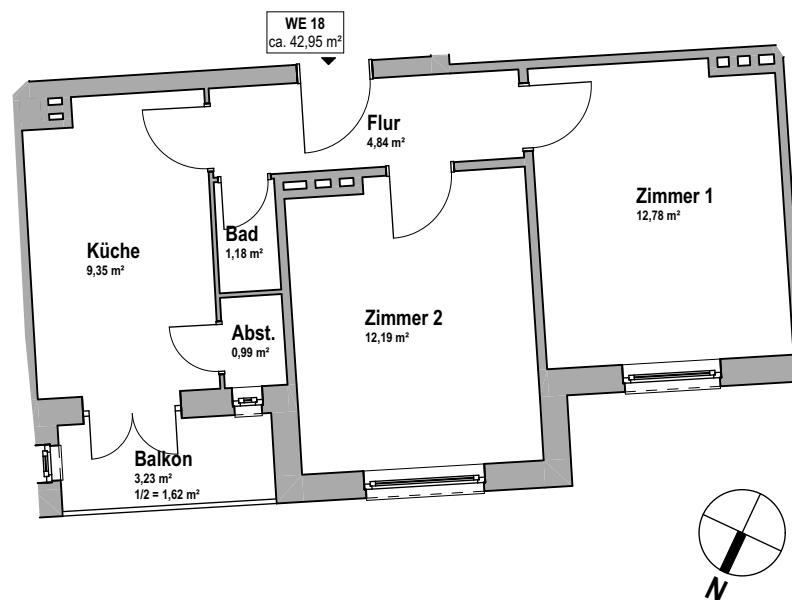 WE 18
ca. 42,95 m²
Flur
4,84 m²
Zimmer 1
12,78 m²
Küche
9,35 m²
Bad
1,18 m²
Zimmer 2
12,19 m²
Abst.
0,99 m²
Balkon
3,23 m²
1/2 = 1,62 m²
N